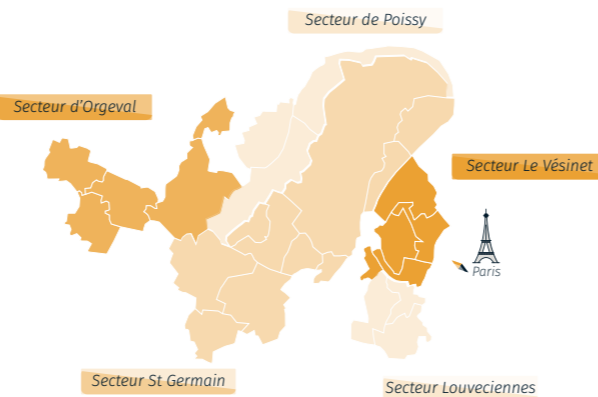 Secteur de Poissy
Secteur d’Orgeval
Secteur Le Vésinet
Paris
Secteur St Germain
Secteur Louveciennes